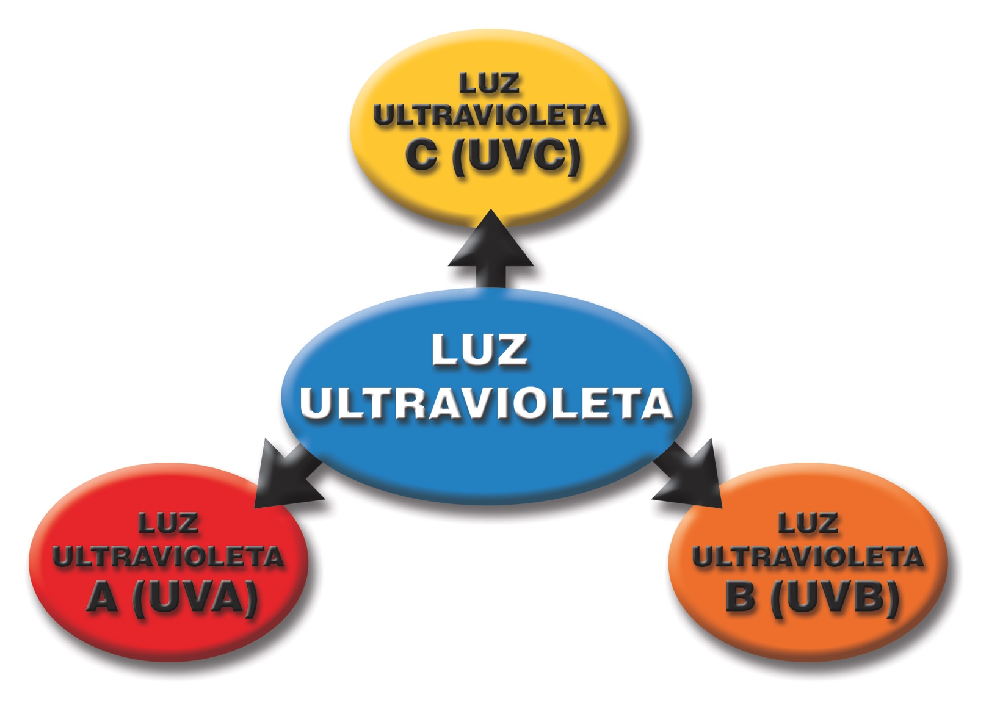 LUZ
ULTRAVIOLETA
C (UVC)
LUZ
ULTRAVIOLETA
LUZ
ULTRAVIOLETA
A (UVA)
LUZ
ULTRAVIOLETA
B (UVB)